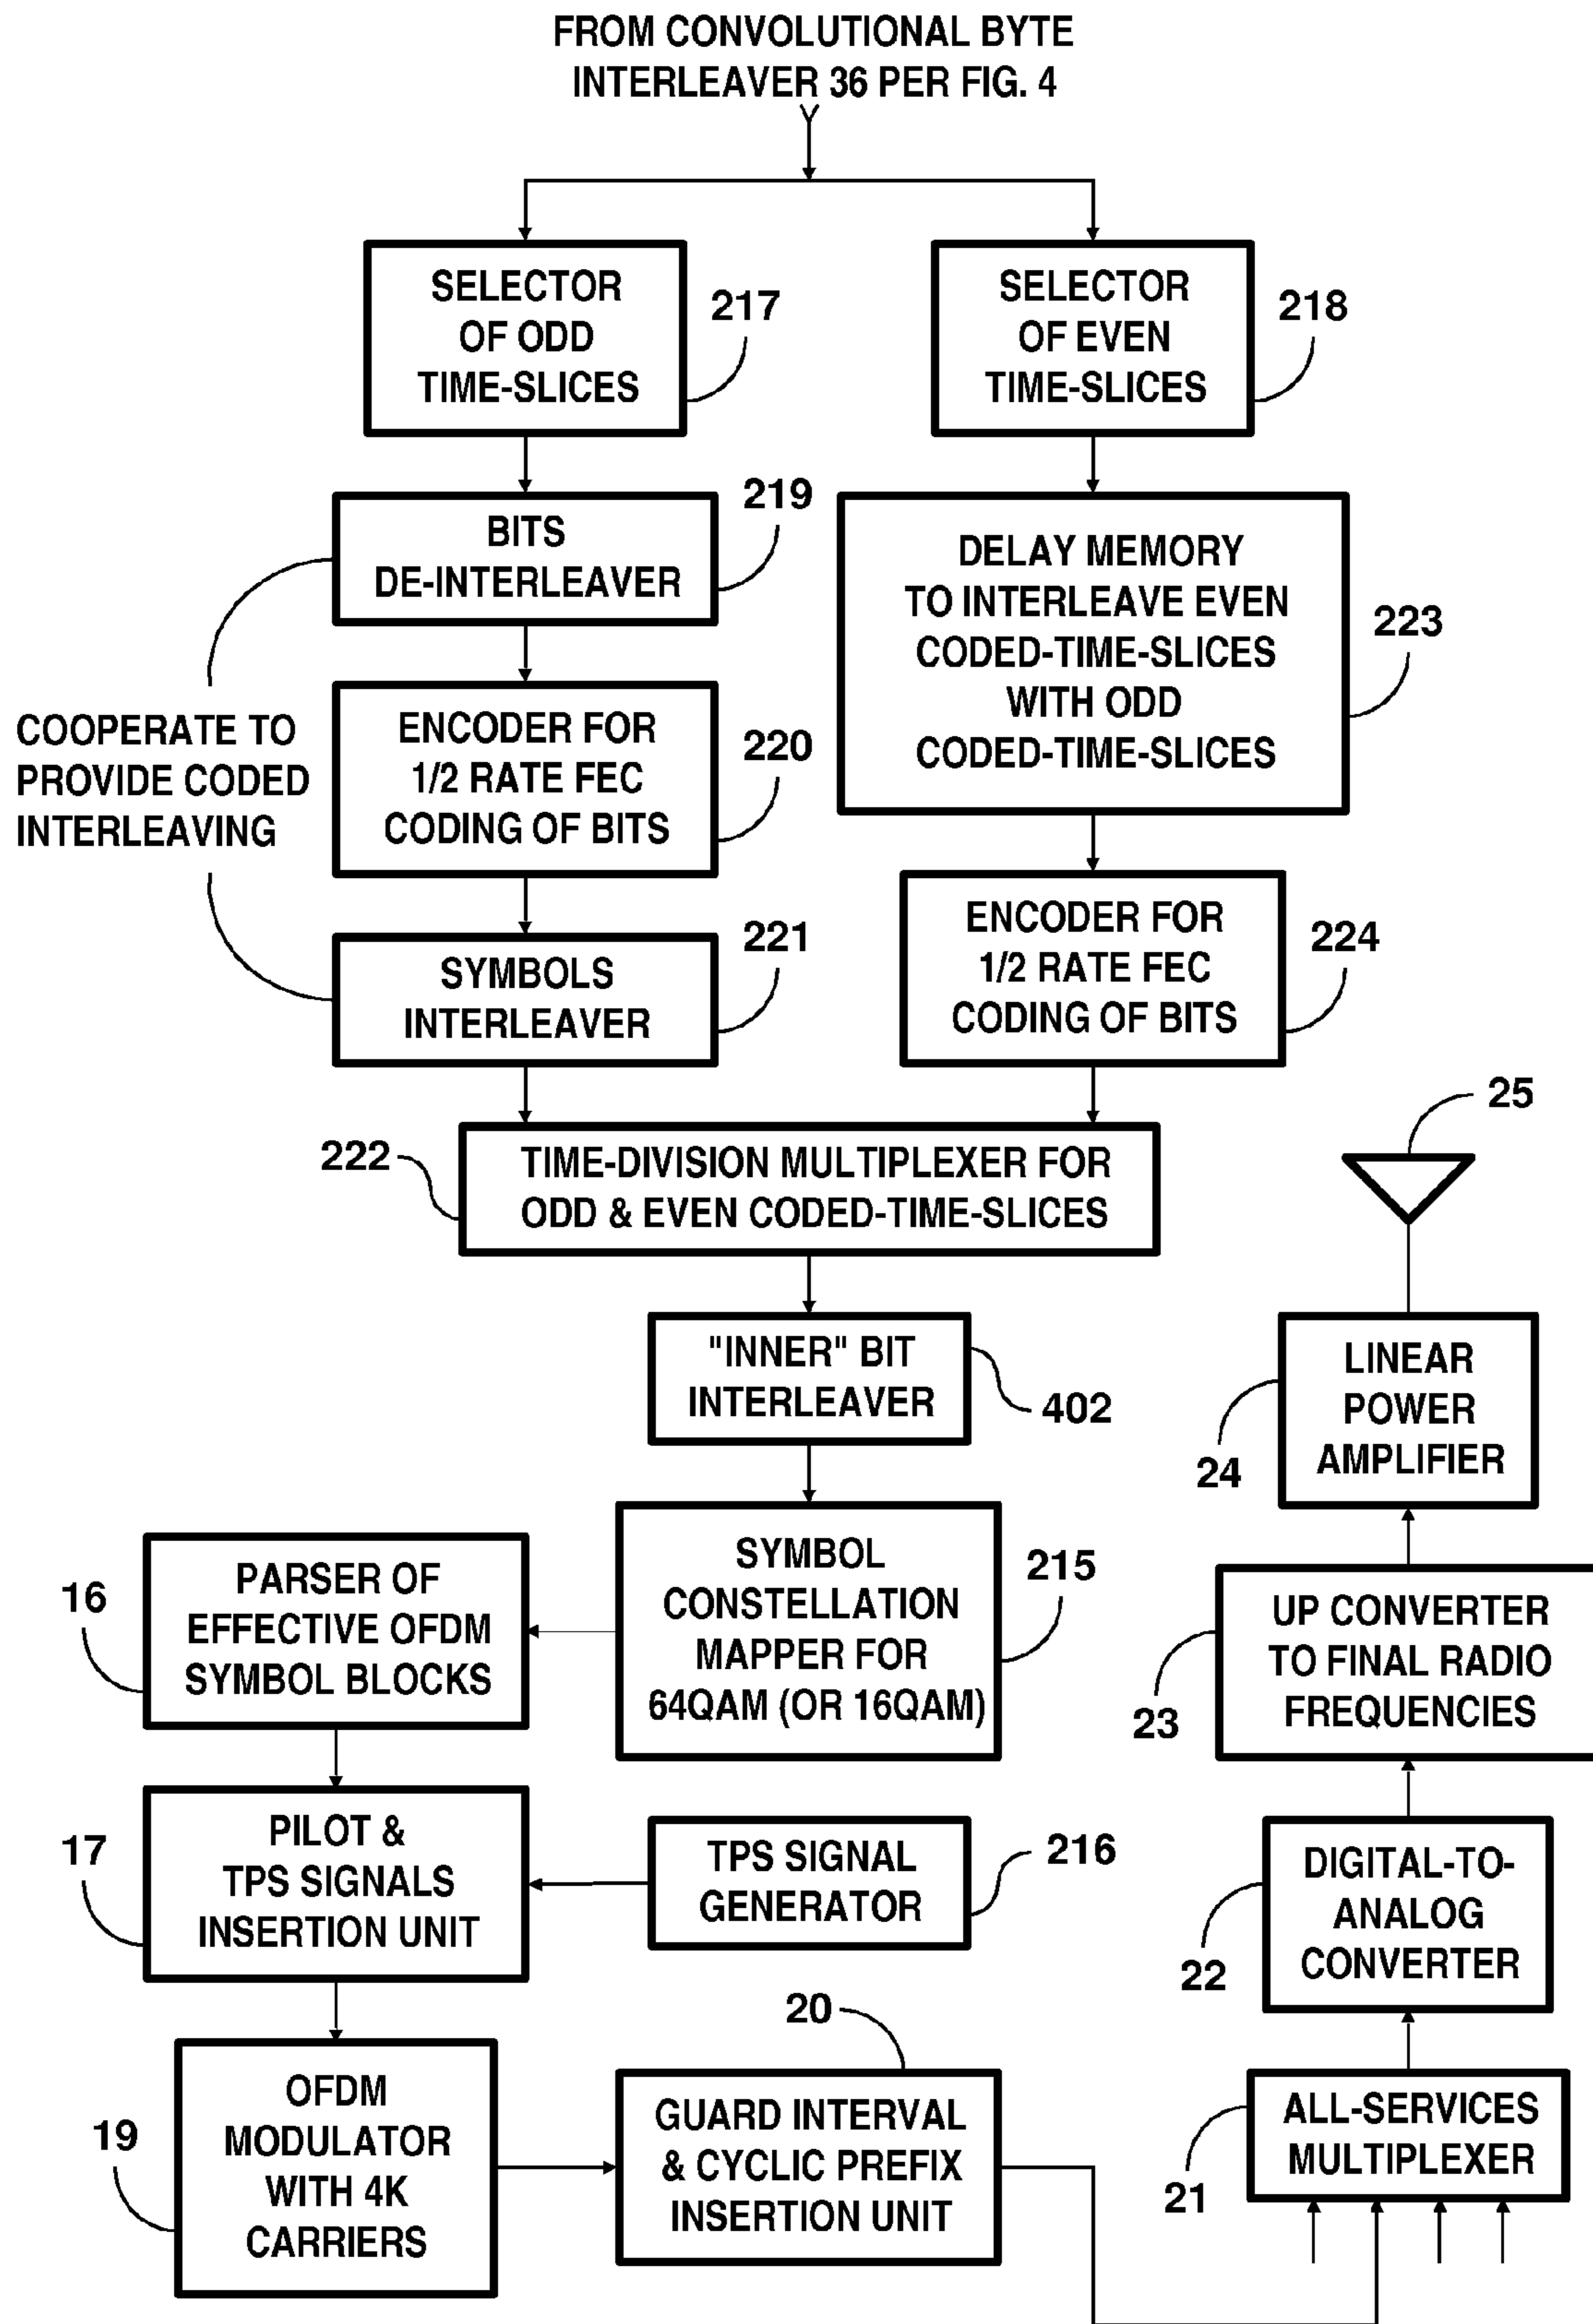 FROM CONVOLUTIONAL BYTE
INTERLEAVER 36 PER FIG. 4
SELECTOR
OF ODD
TIME-SLICES
217
SELECTOR
OF EVEN
TIME-SLICES
218
BITS
DE-INTERLEAVER
219
DELAY MEMORY
TO INTERLEAVE EVEN
CODED-TIME-SLICES
WITH ODD
CODED-TIME-SLICES
223
COOPERATE TO
PROVIDE CODED
INTERLEAVING
ENCODER FOR
1/2 RATE FEC
CODING OF BITS
220
SYMBOLS
INTERLEAVER
221
ENCODER FOR
1/2 RATE FEC
CODING OF BITS
224
222
TIME-DIVISION MULTIPLEXER FOR
ODD & EVEN CODED-TIME-SLICES
25
"INNER" BIT
INTERLEAVER
402
LINEAR
POWER
AMPLIFIER
24
SYMBOL
CONSTELLATION
MAPPER FOR
64QAM (OR 16QAM)
215
16
PARSER OF
EFFECTIVE OFDM
SYMBOL BLOCKS
UP CONVERTER
TO FINAL RADIO
FREQUENCIES
23
17
PILOT &
TPS SIGNALS
INSERTION UNIT
TPS SIGNAL
GENERATOR
216
DIGITAL-TO-
ANALOG
CONVERTER
22
19
OFDM
MODULATOR
WITH 4K
CARRIERS
20
GUARD INTERVAL
& CYCLIC PREFIX
INSERTION UNIT
ALL-SERVICES
MULTIPLEXER
21